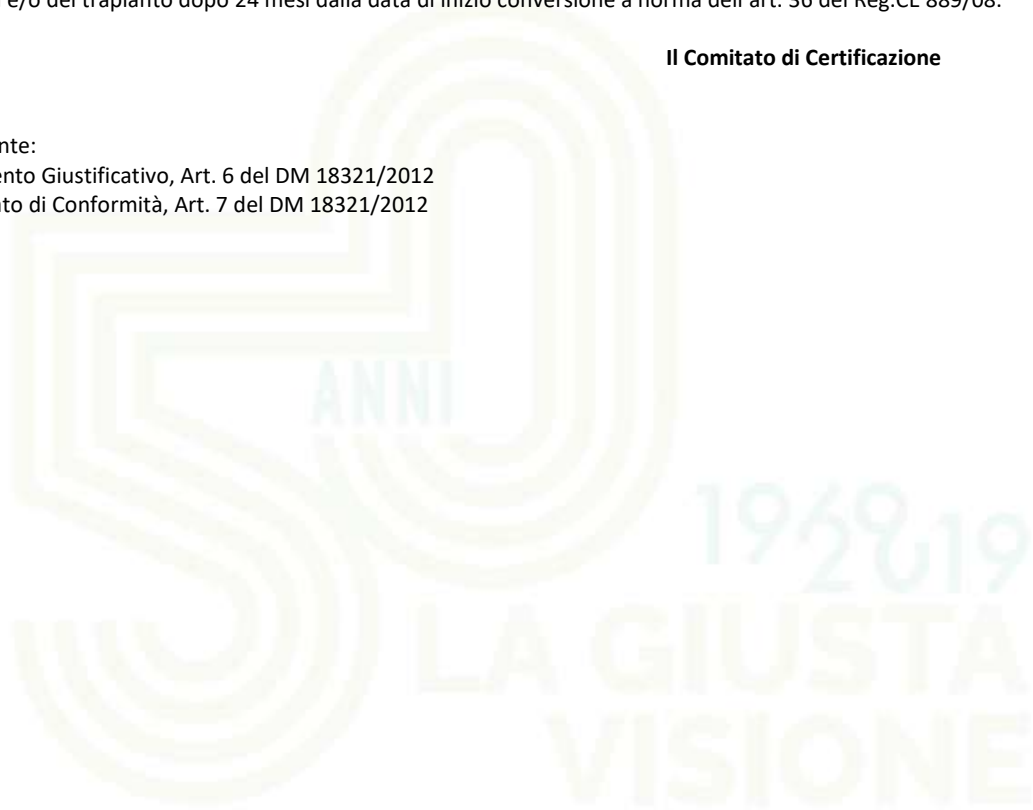 e/o del trapianto dopo 24 mesi dalla data di inizio conversione a norma dell'art. 36 del Reg.CE 889/08.
Il Comitato di Certificazione
nte:
nto Giustificativo, Art. 6 del DM 18321/2012
to di Conformità, Art. 7 del DM 18321/2012
50
ANNI
1969
2019
LA GIUSTA
VISIONE